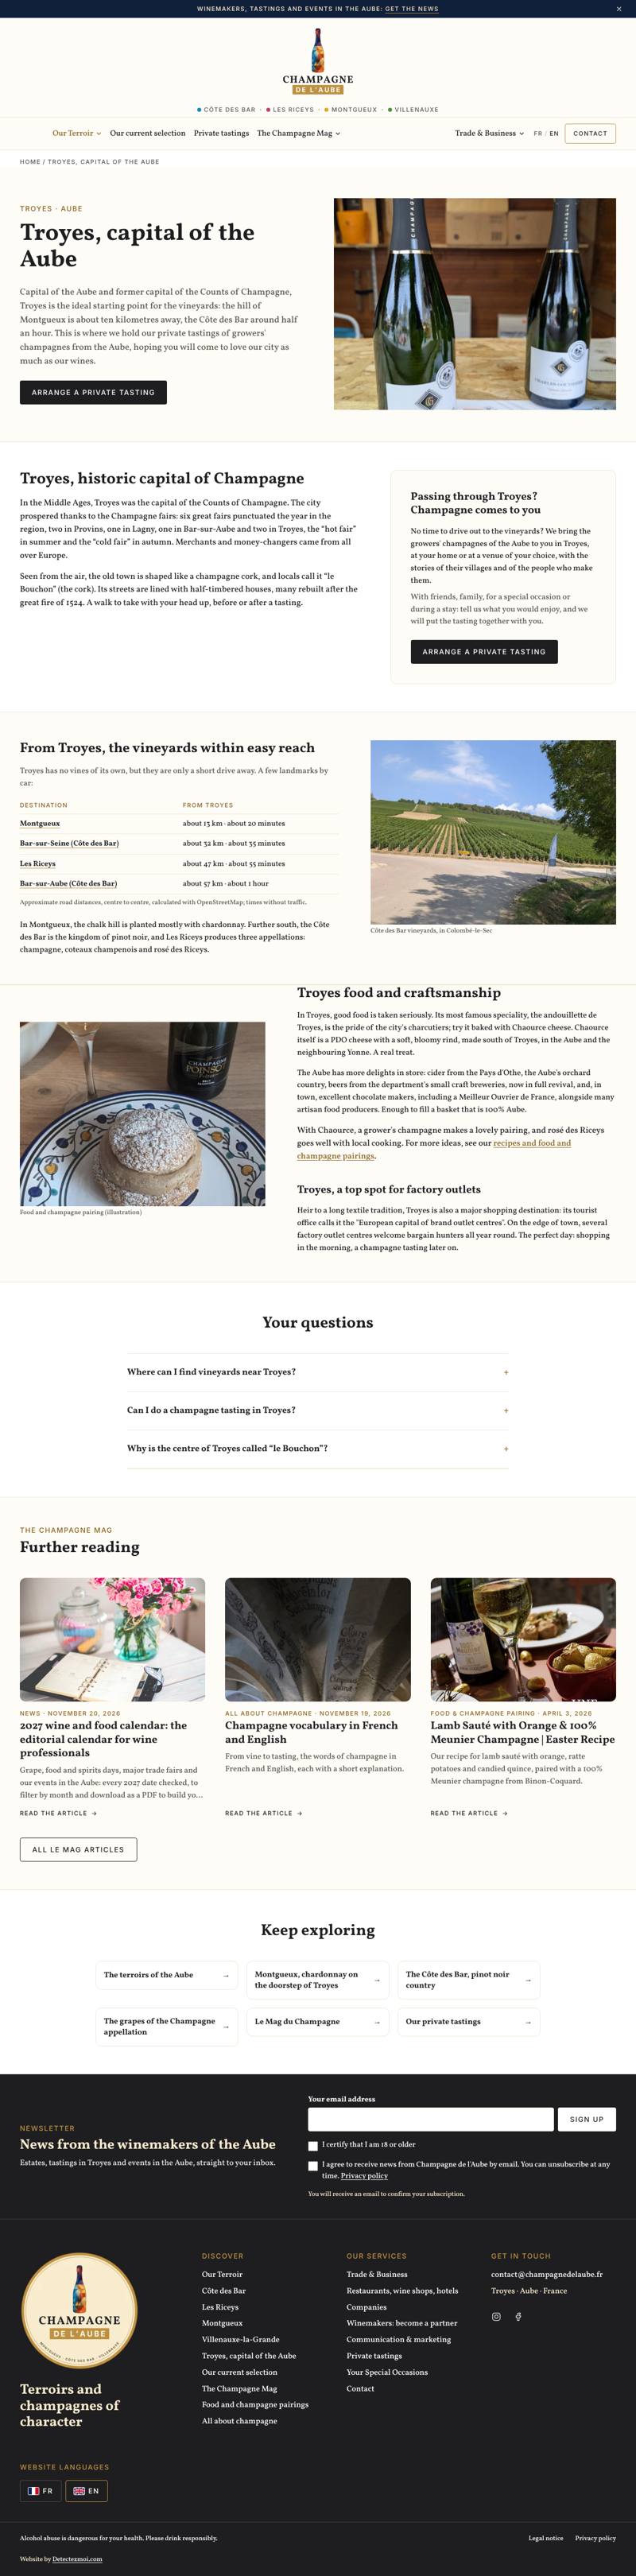 WINEMAKERS, TASTINGS AND EVENTS IN THE AUBE: GET THE NEWS ×
CHAMPAGNE
DE L'AUBE
CÔTE DES BAR · LES RICEYS · MONTGUEUX · VILLENAUXE
Our Terroir Our current selection Private tastings The Champagne Mag Trade & Business FR / EN CONTACT
HOME / TROYES, CAPITAL OF THE AUBE
TROYES · AUBE
Troyes, capital of the
Aube
Capital of the Aube and former capital of the Counts of Champagne,
Troyes is the ideal starting point for the vineyards: the hill of
Montgueux is about ten kilometres away, the Côte des Bar around half
an hour. This is where we hold our private tastings of growers'
champagnes from the Aube, hoping you will come to love our city as
much as our wines.
ARRANGE A PRIVATE TASTING
Troyes, historic capital of Champagne
In the Middle Ages, Troyes was the capital of the Counts of Champagne. The city
prospered thanks to the Champagne fairs: six great fairs punctuated the year in the
region, two in Provins, one in Lagny, one in Bar-sur-Aube and two in Troyes, the “hot fair”
in summer and the “cold fair” in autumn. Merchants and money-changers came from all
over Europe.
Seen from the air, the old town is shaped like a champagne cork, and locals call it “le
Bouchon” (the cork). Its streets are lined with half-timbered houses, many rebuilt after the
great fire of 1524. A walk to take with your head up, before or after a tasting.
Passing through Troyes?
Champagne comes to you
No time to drive out to the vineyards? We bring the
growers' champagnes of the Aube to you in Troyes,
at your home or at a venue of your choice, with the
stories of their villages and of the people who make
them.
With friends, family, for a special occasion or
during a stay: tell us what you would enjoy, and we
will put the tasting together with you.
ARRANGE A PRIVATE TASTING
From Troyes, the vineyards within easy reach
Troyes has no vines of its own, but they are only a short drive away. A few landmarks by
car:
DESTINATION FROM TROYES
Montgueux about 13 km · about 20 minutes
Bar-sur-Seine (Côte des Bar) about 32 km · about 35 minutes
Les Riceys about 47 km · about 55 minutes
Bar-sur-Aube (Côte des Bar) about 57 km · about 1 hour
Approximate road distances, centre to centre, calculated with OpenStreetMap; times without traffic.
In Montgueux, the chalk hill is planted mostly with chardonnay. Further south, the Côte
des Bar is the kingdom of pinot noir, and Les Riceys produces three appellations:
champagne, coteaux champenois and rosé des Riceys.
Côte des Bar vineyards, in Colombé-le-Sec
Troyes food and craftsmanship
In Troyes, good food is taken seriously. Its most famous speciality, the andouillette de
Troyes, is the pride of the city's charcutiers; try it baked with Chaource cheese. Chaource
itself is a PDO cheese with a soft, bloomy rind, made south of Troyes, in the Aube and the
neighbouring Yonne. A real treat.
The Aube has more delights in store: cider from the Pays d'Othe, the Aube's orchard
country, beers from the department's small craft breweries, now in full revival, and, in
town, excellent chocolate makers, including a Meilleur Ouvrier de France, alongside many
artisan food producers. Enough to fill a basket that is 100% Aube.
With Chaource, a grower's champagne makes a lovely pairing, and rosé des Riceys
goes well with local cooking. For more ideas, see our recipes and food and
champagne pairings.
CHAMPAGNE
POINSOT
Food and champagne pairing (illustration)
Troyes, a top spot for factory outlets
Heir to a long textile tradition, Troyes is also a major shopping destination: its tourist
office calls it the "European capital of brand outlet centres". On the edge of town, several
factory outlet centres welcome bargain hunters all year round. The perfect day: shopping
in the morning, a champagne tasting later on.
Your questions
Where can I find vineyards near Troyes? +
Can I do a champagne tasting in Troyes? +
Why is the centre of Troyes called “le Bouchon”? +
THE CHAMPAGNE MAG
Further reading
NEWS · NOVEMBER 20, 2026
2027 wine and food calendar: the
editorial calendar for wine
professionals
Grape, food and spirits days, major trade fairs and
our events in the Aube: every 2027 date checked, to
filter by month and download as a PDF to build yo…
READ THE ARTICLE →
ALL ABOUT CHAMPAGNE · NOVEMBER 19, 2026
Champagne vocabulary in French
and English
From vine to tasting, the words of champagne in
French and English, each with a short explanation.
READ THE ARTICLE →
FOOD & CHAMPAGNE PAIRING · APRIL 3, 2026
Lamb Sauté with Orange & 100%
Meunier Champagne | Easter Recipe
Our recipe for lamb sauté with orange, ratte
potatoes and candied quince, paired with a 100%
Meunier champagne from Binon-Coquard.
READ THE ARTICLE →
ALL LE MAG ARTICLES
Keep exploring
The terroirs of the Aube →
Montgueux, chardonnay on
the doorstep of Troyes →
The Côte des Bar, pinot noir
country →
The grapes of the Champagne
appellation →
Le Mag du Champagne →
Our private tastings →
NEWSLETTER
News from the winemakers of the Aube
Estates, tastings in Troyes and events in the Aube, straight to your inbox.
Your email address
SIGN UP
I certify that I am 18 or older
I agree to receive news from Champagne de l'Aube by email. You can unsubscribe at any
time. Privacy policy
You will receive an email to confirm your subscription.
CHAMPAGNE
DE L'AUBE
Terroirs and
champagnes of
character
DISCOVER
Our Terroir
Côte des Bar
Les Riceys
Montgueux
Villenauxe-la-Grande
Troyes, capital of the Aube
Our current selection
The Champagne Mag
Food and champagne pairings
All about champagne
OUR SERVICES
Trade & Business
Restaurants, wine shops, hotels
Companies
Winemakers: become a partner
Communication & marketing
Private tastings
Your Special Occasions
Contact
GET IN TOUCH
contact@champagnedelaube.fr
Troyes · Aube · France
WEBSITE LANGUAGES
FR EN
Alcohol abuse is dangerous for your health. Please drink responsibly.
Legal notice Privacy policy
Website by Detectezmoi.com